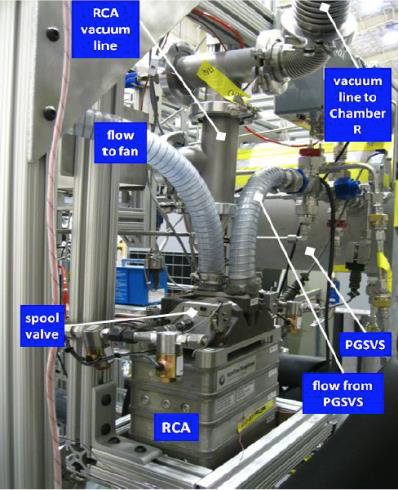 RCA
vacuum
line
vacuum
line to
Chamber
R
flow
to fan
spool
valve
PGSVS
flow from
PGSVS
RCA